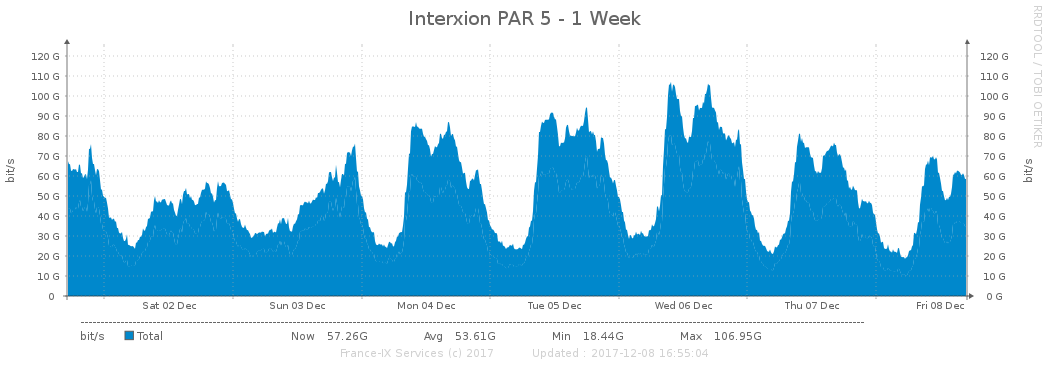 Interxion PAR 5 - 1 Week
RRDTOOL / TOBI OETIKER
bit/s
120 G
110 G
100 G
90 G
80 G
70 G
60 G
50 G
40 G
30 G
20 G
10 G
0
120 G
110 G
100 G
90 G
80 G
70 G
60 G
50 G
40 G
30 G
20 G
10 G
0 G
bit/s
Sat 02 Dec Sun 03 Dec Mon 04 Dec Tue 05 Dec Wed 06 Dec Thu 07 Dec Fri 08 Dec
bit/s Total Now 57.26G Avg 53.61G Min 18.44G Max 106.95G
France-IX Services (c) 2017 Updated : 2017-12-08 16:55:04